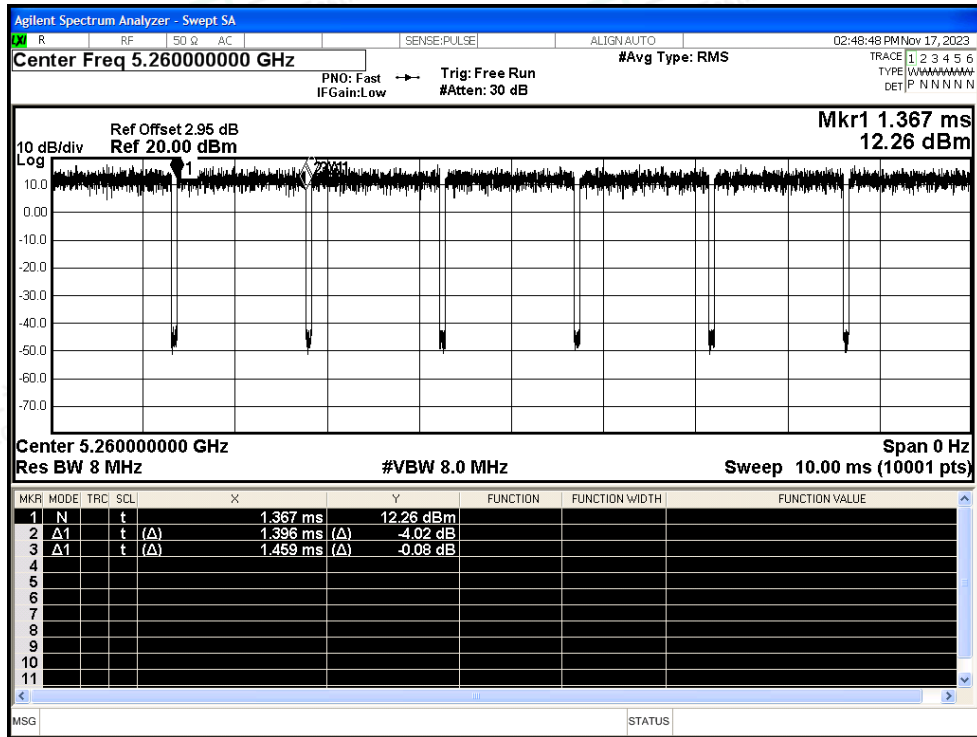 Agilent Spectrum Analyzer - Swept SA
LXI R RF 50 Ω AC SENSE:PULSE ALIGN AUTO 02:48:48 PM Nov 17, 2023
Center Freq 5.260000000 GHz #Avg Type: RMS TRACE 1 2 3 4 5 6
PNO: Fast Trig: Free Run TYPE
IFGain:Low #Atten: 30 dB DET P N N N N N
Mkr1 1.367 ms
Ref Offset 2.95 dB
10 dB/div Ref 20.00 dBm 12.26 dBm
Log
1
10.0
0.00
-10.0
-20.0
-30.0
-40.0
-50.0
-60.0
-70.0
Center 5.260000000 GHz Span 0 Hz
Res BW 8 MHz #VBW 8.0 MHz Sweep 10.00 ms (10001 pts)
MKR MODE TRC SCL X Y FUNCTION FUNCTION WIDTH FUNCTION VALUE
1 N t 1.367 ms 12.26 dBm
2 Δ1 t (Δ) 1.396 ms (Δ) -4.02 dB
3 Δ1 t (Δ) 1.459 ms (Δ) -0.08 dB
4
5
6
7
8
9
10
11
MSG STATUS